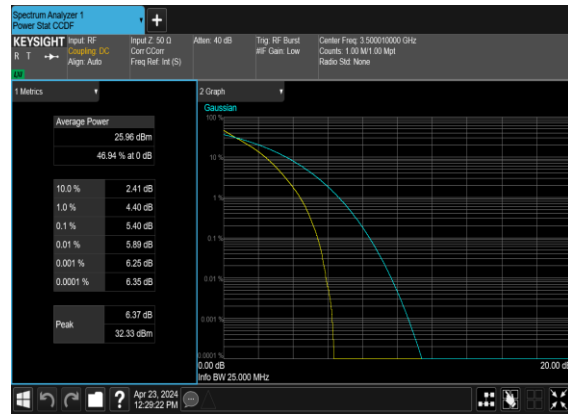 Spectrum Analyzer 1
Power Stat CCDF
+
KEYSIGHT
R T
LXI
Input: RF
Coupling: DC
Align: Auto
Input Z: 50 Ω
Corr CCorr
Freq Ref: Int (S)
Atten: 40 dB
Trig: RF Burst
#IF Gain: Low
Center Freq: 3.500010000 GHz
Counts: 1.00 M/1.00 Mpt
Radio Std: None
1 Metrics
Average Power
25.96 dBm
46.94 % at 0 dB
10.0 % 2.41 dB
1.0 % 4.40 dB
0.1 % 5.40 dB
0.01 % 5.89 dB
0.001 % 6.25 dB
0.0001 % 6.35 dB
Peak 6.37 dB
32.33 dBm
2 Graph
Gaussian
100 %
10 %
1 %
0.1 %
0.01 %
0.001 %
0.0001 %
0.00 dB
20.00 dB
Info BW 25.000 MHz
?
Apr 23, 2024
12:29:22 PM